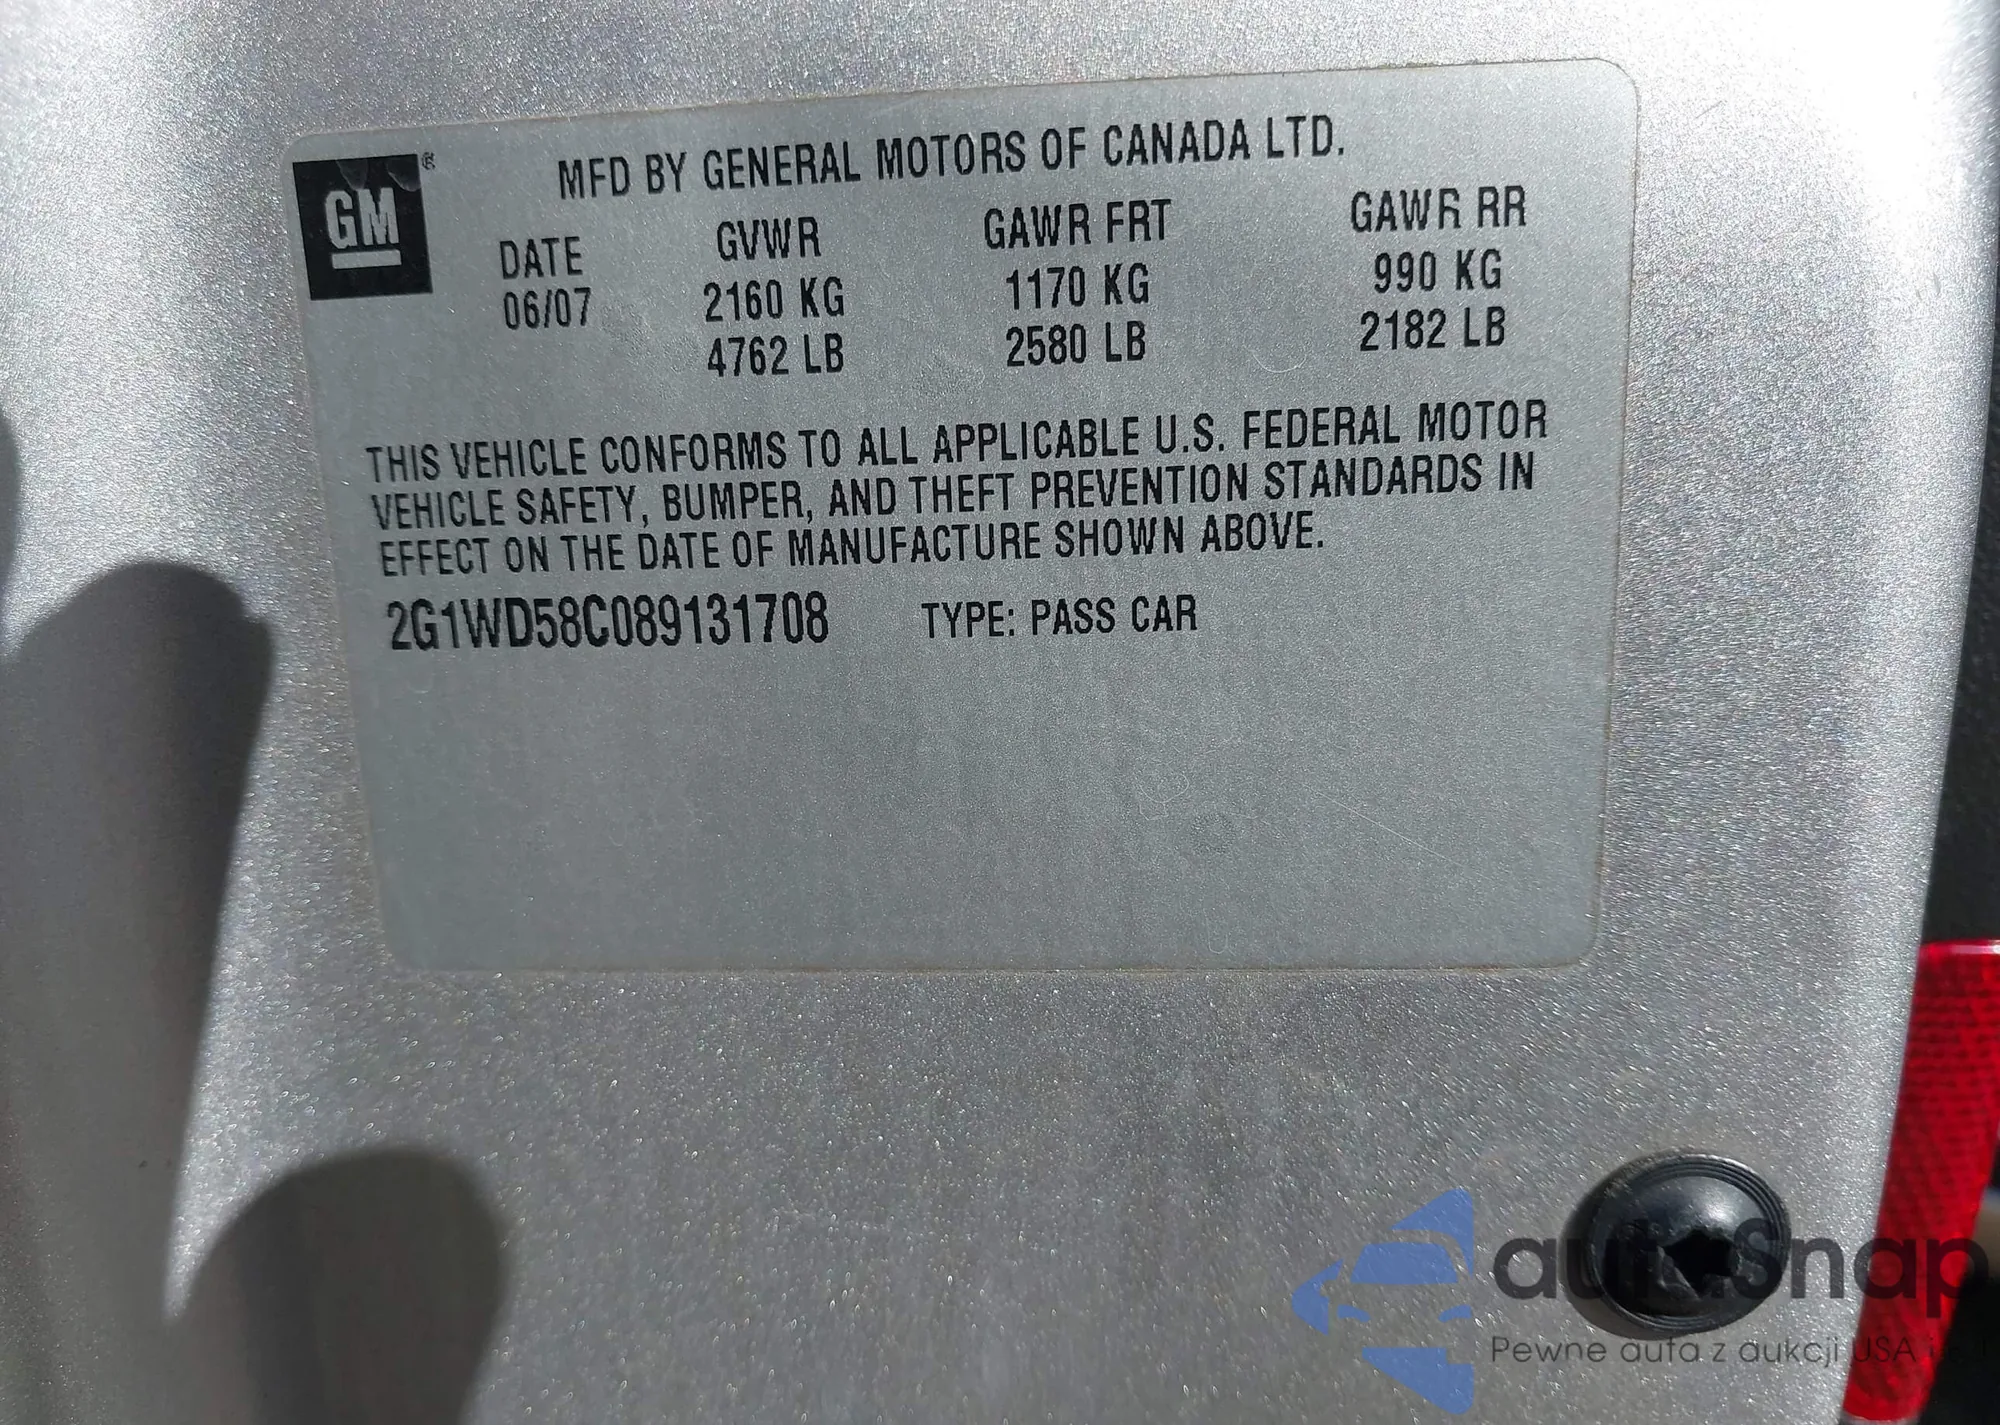 GM®
MFD BY GENERAL MOTORS OF CANADA LTD.
DATE GVWR GAWR FRT GAWR RR
06/07 2160 KG 1170 KG 990 KG
4762 LB 2580 LB 2182 LB
THIS VEHICLE CONFORMS TO ALL APPLICABLE U.S. FEDERAL MOTOR
VEHICLE SAFETY, BUMPER, AND THEFT PREVENTION STANDARDS IN
EFFECT ON THE DATE OF MANUFACTURE SHOWN ABOVE.
2G1WD58C089131708 TYPE: PASS CAR
autoSnap
Pewne auta z aukcji USA